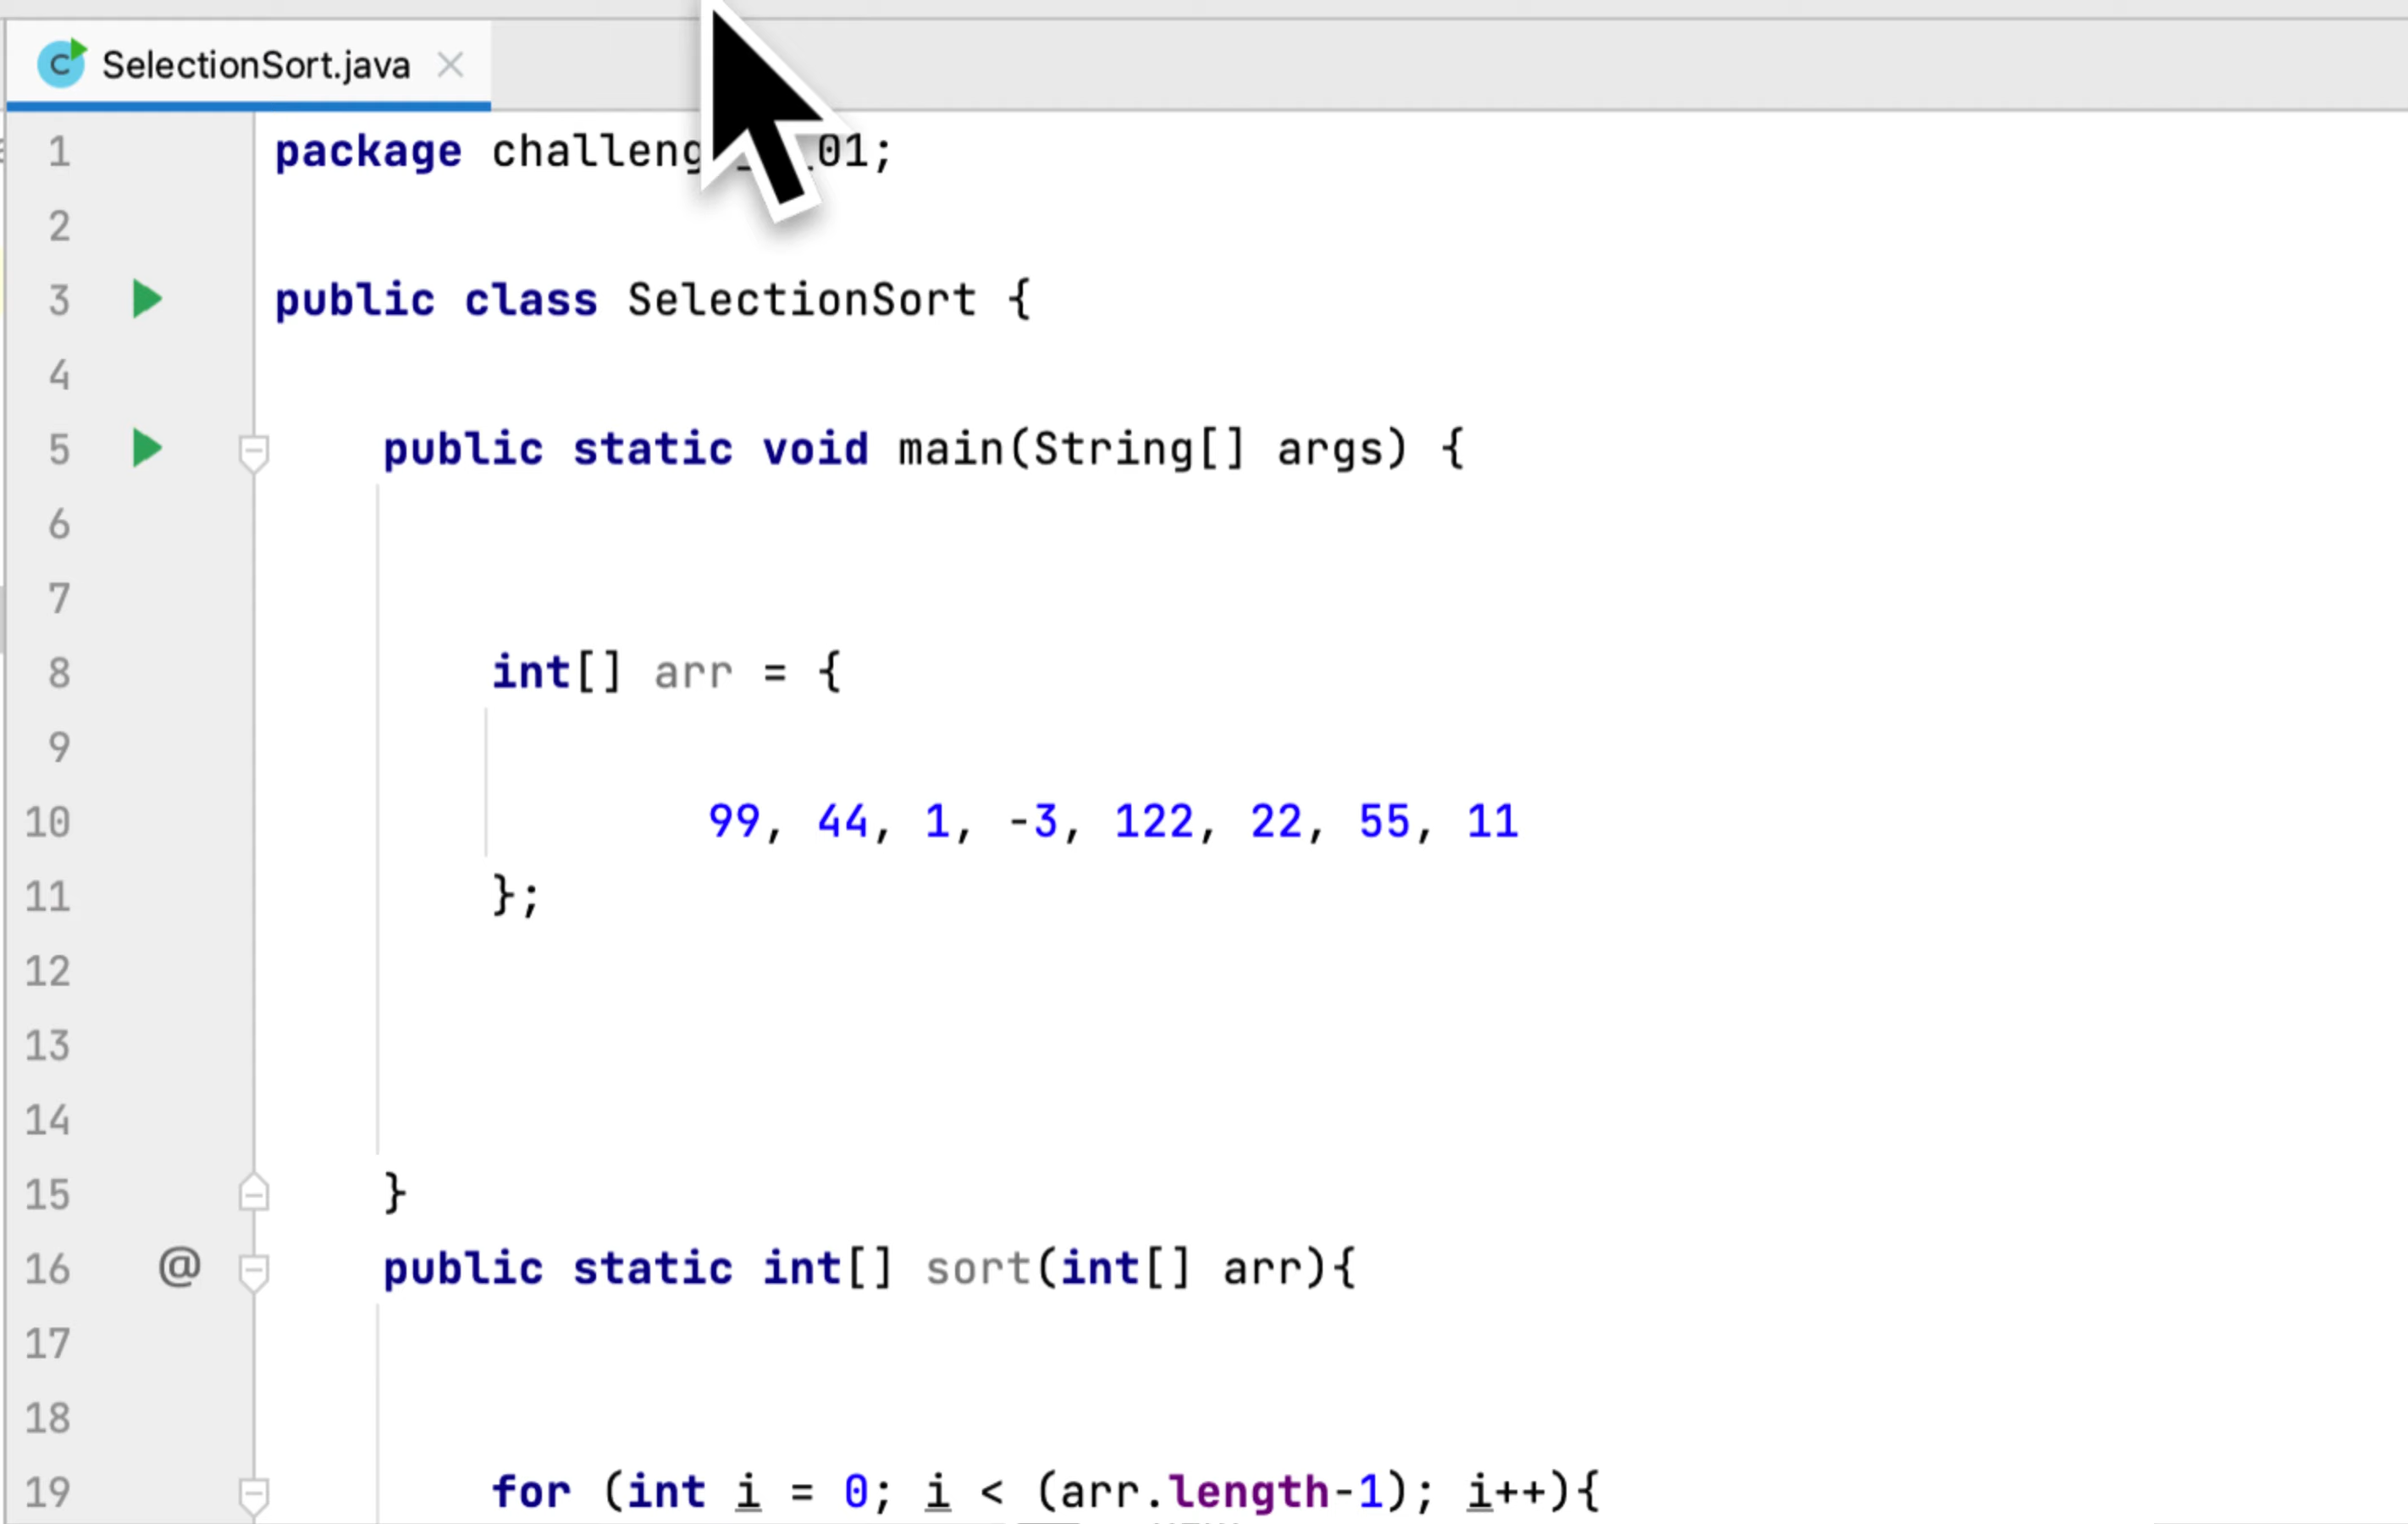 SelectionSort.java
1 package challeng _01;
2
3 public class SelectionSort {
4
5 public static void main(String[] args) {
6
7
8 int[] arr = {
9
10 99, 44, 1, -3, 122, 22, 55, 11
11 };
12
13
14
15 }
16 @ public static int[] sort(int[] arr){
17
18
19 for (int i = 0; i < (arr.length-1); i++){